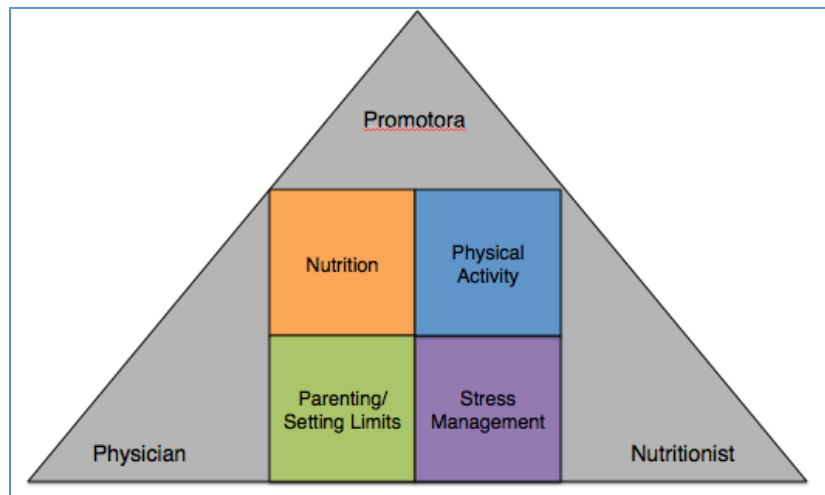 Promotora
Nutrition
Physical
Activity
Parenting/
Setting Limits
Stress
Management
Physician
Nutritionist